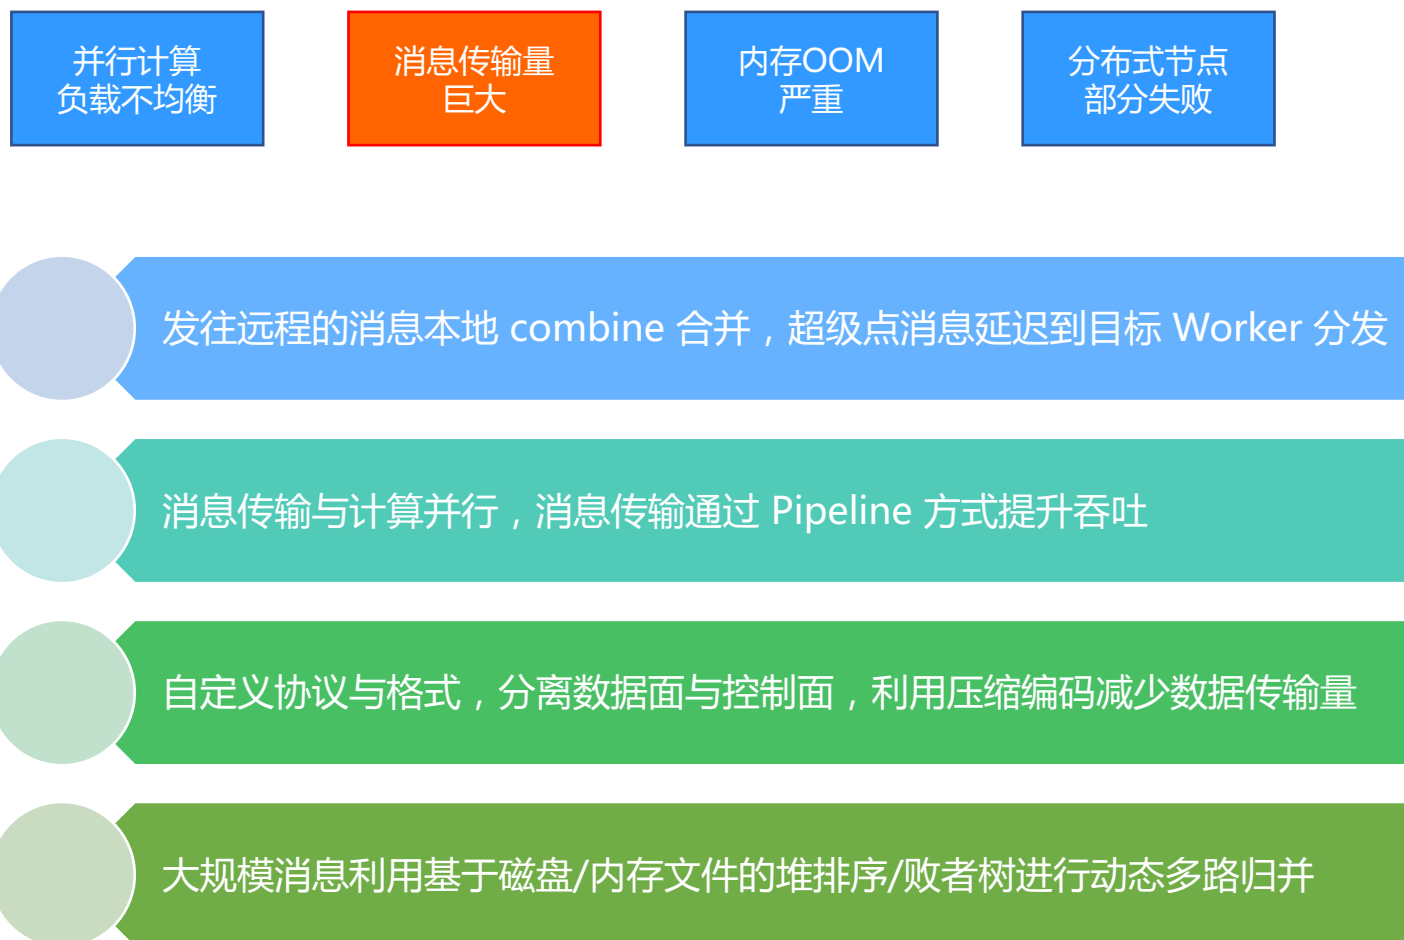 并行计算
负载不均衡
消息传输量
巨大
内存OOM
严重
分布式节点
部分失败
发往远程的消息本地 combine 合并，超级点消息延迟到目标 Worker 分发
消息传输与计算并行，消息传输通过 Pipeline 方式提升吞吐
自定义协议与格式，分离数据面与控制面，利用压缩编码减少数据传输量
大规模消息利用基于磁盘/内存文件的堆排序/败者树进行动态多路归并